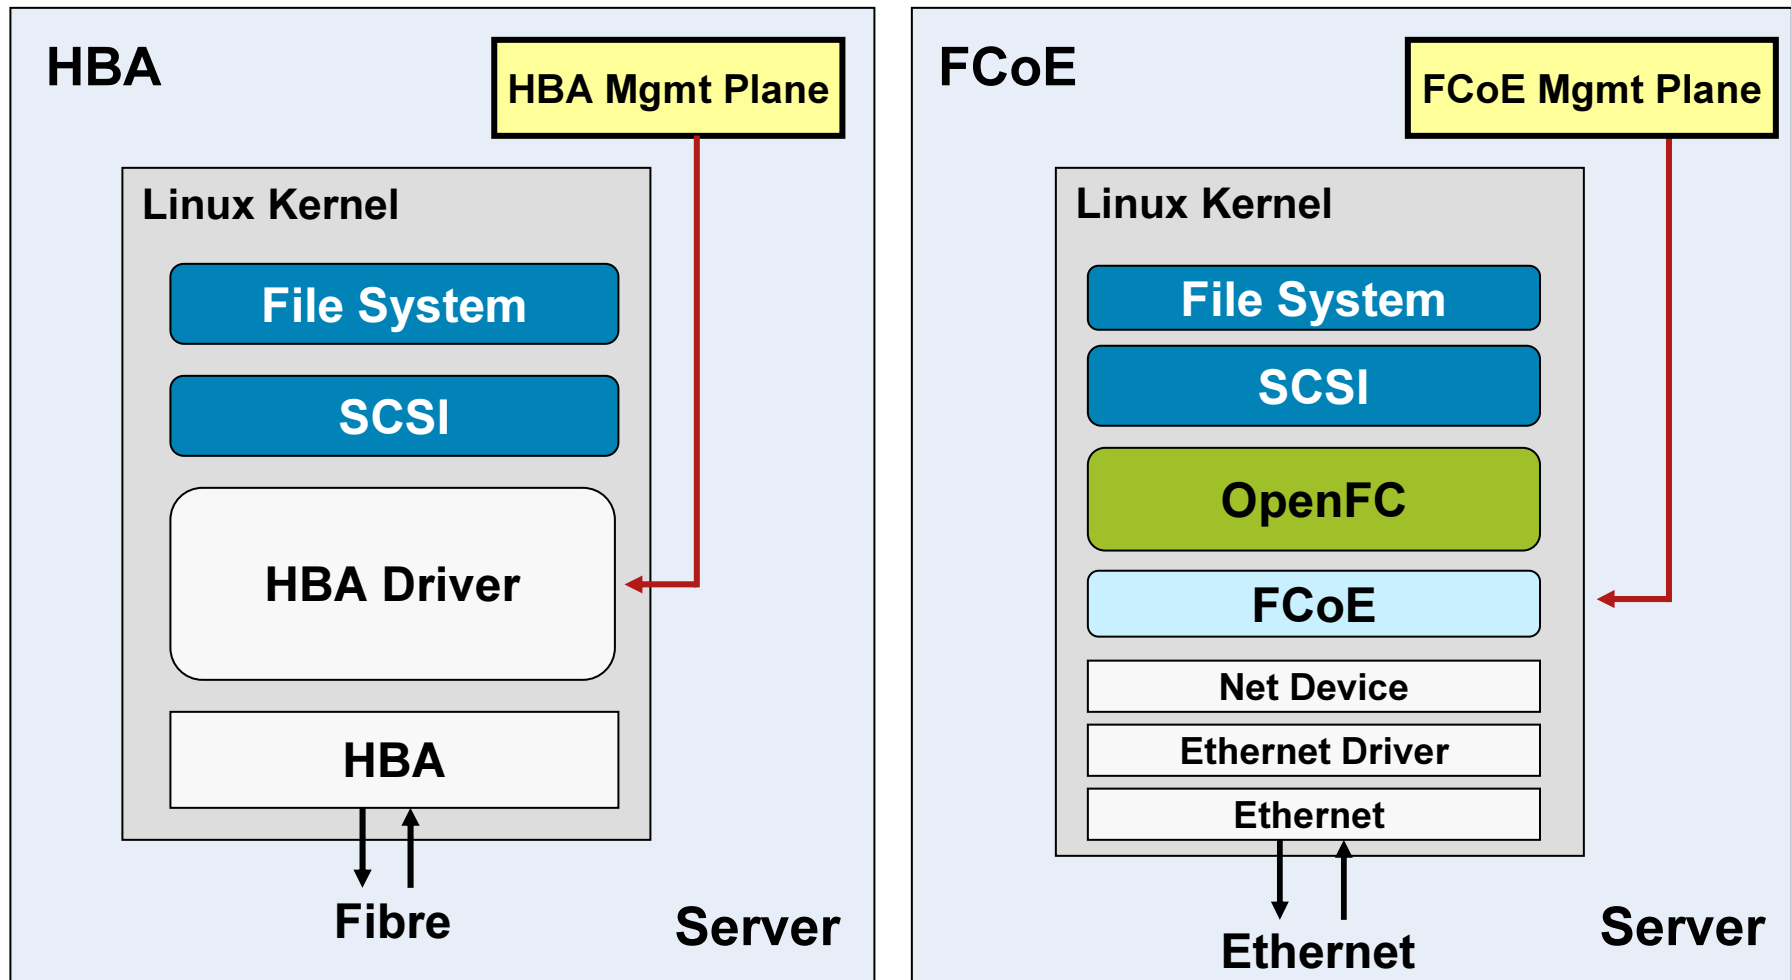 HBA
HBA Mgmt Plane
Linux Kernel
File System
SCSI
HBA Driver
HBA
Fibre
Server
FCoE
FCoE Mgmt Plane
Linux Kernel
File System
SCSI
OpenFC
FCoE
Net Device
Ethernet Driver
Ethernet
Ethernet
Server